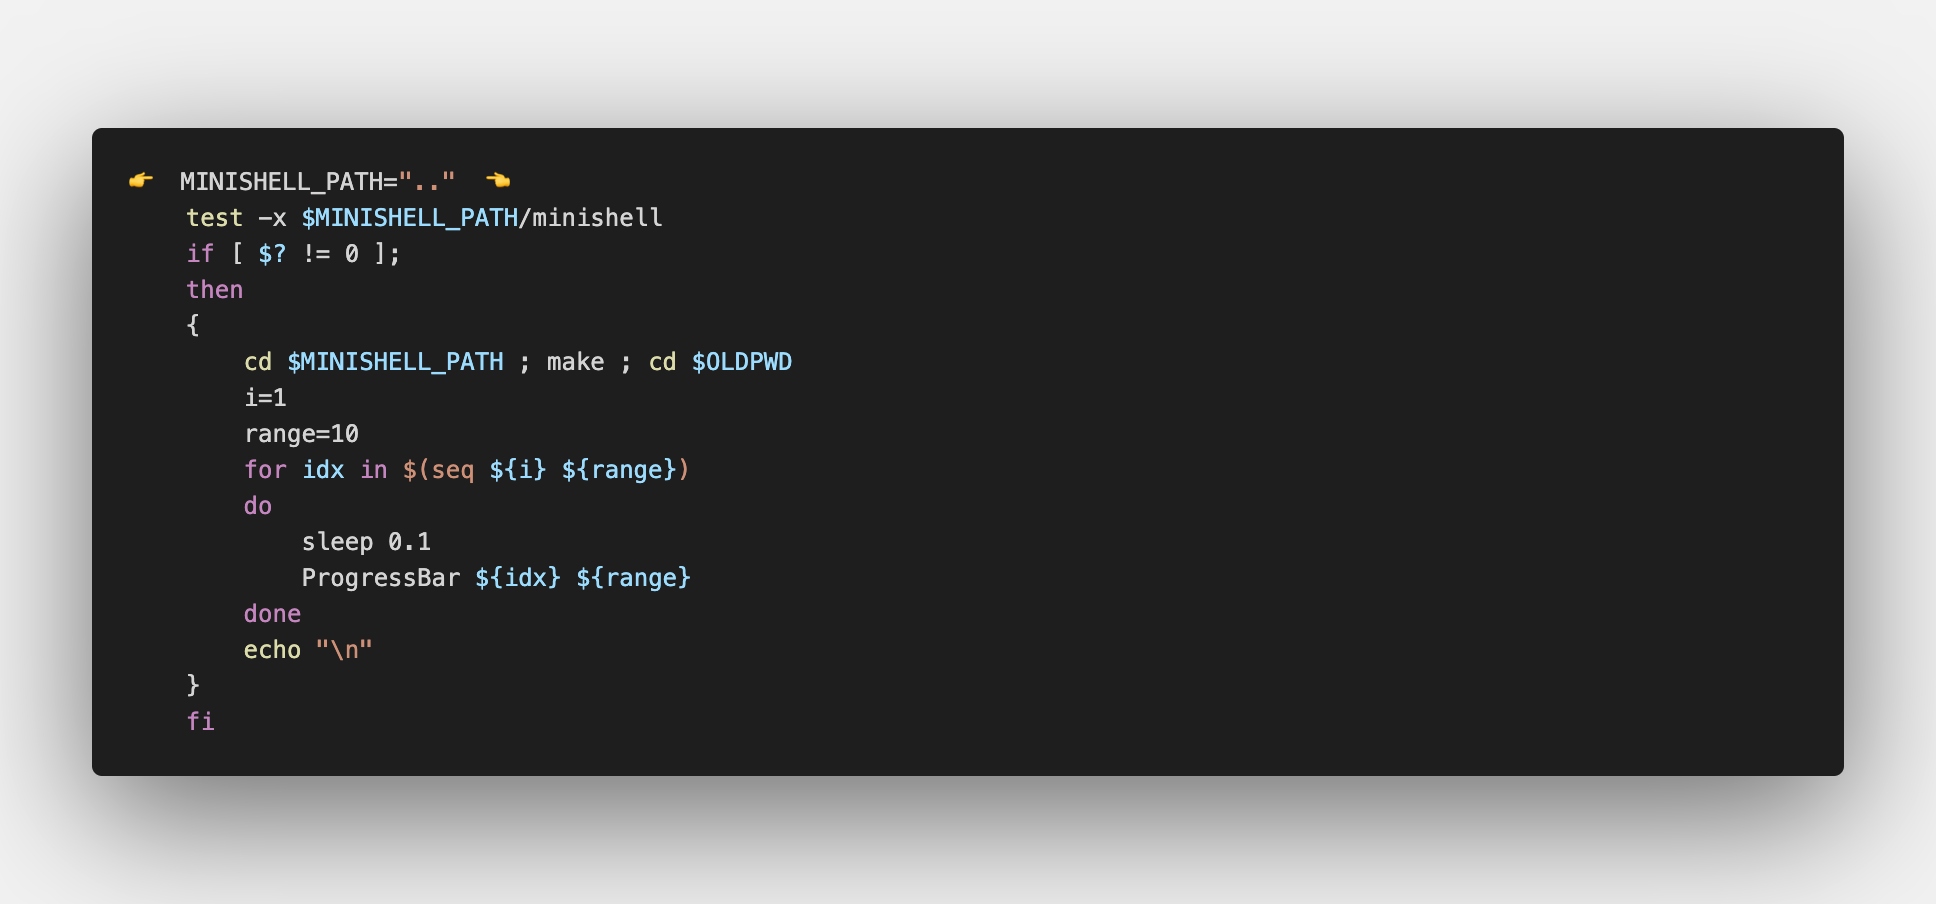 👉 MINISHELL_PATH=".." 👈
test -x $MINISHELL_PATH/minishell
if [ $? != 0 ];
then
{
cd $MINISHELL_PATH ; make ; cd $OLDPWD
i=1
range=10
for idx in $(seq ${i} ${range})
do
sleep 0.1
ProgressBar ${idx} ${range}
done
echo "\n"
}
fi